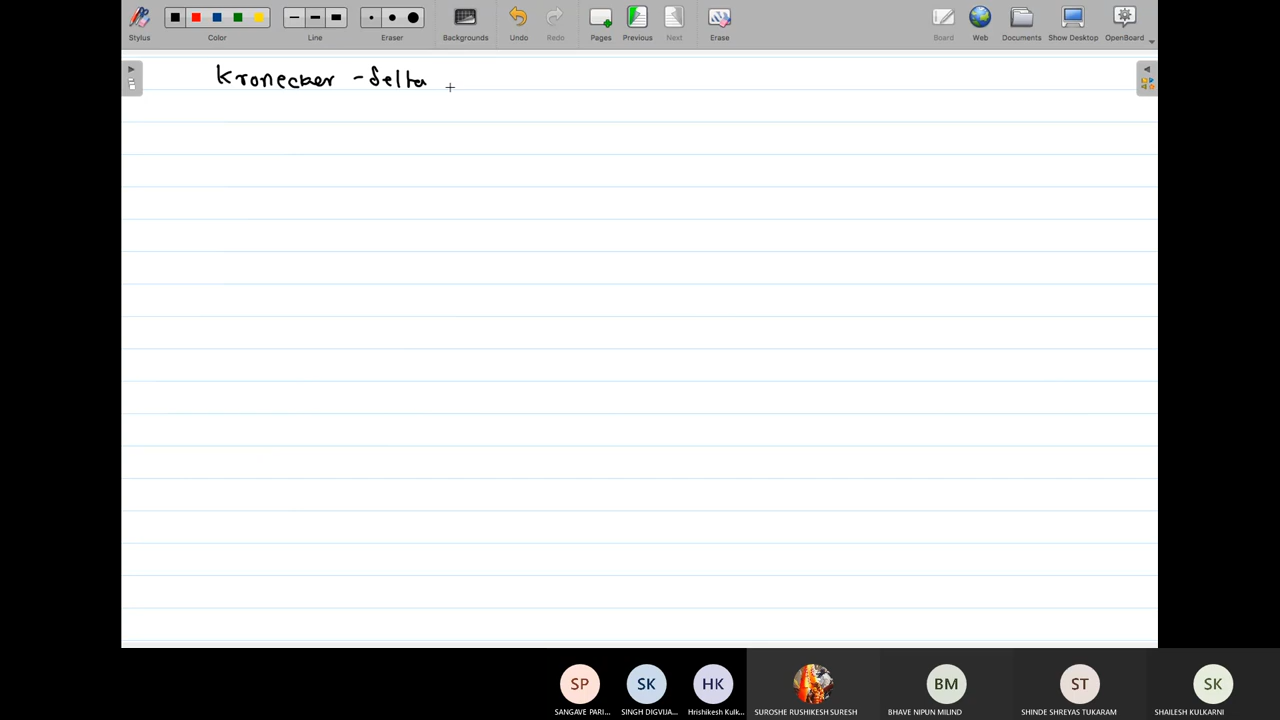 Stylus Color Line Eraser Backgrounds Undo Redo Pages Previous Next Erase Board Web Documents Show Desktop OpenBoard
Kronecker - delta
SP SK HK BM ST SK
SANGAVE PARI... SINGH DIGVIJA... Hrishikesh Kulk... SUROSHE RUSHIKESH SURESH BHAVE NIPUN MILIND SHINDE SHREYAS TUKARAM SHAILESH KULKARNI